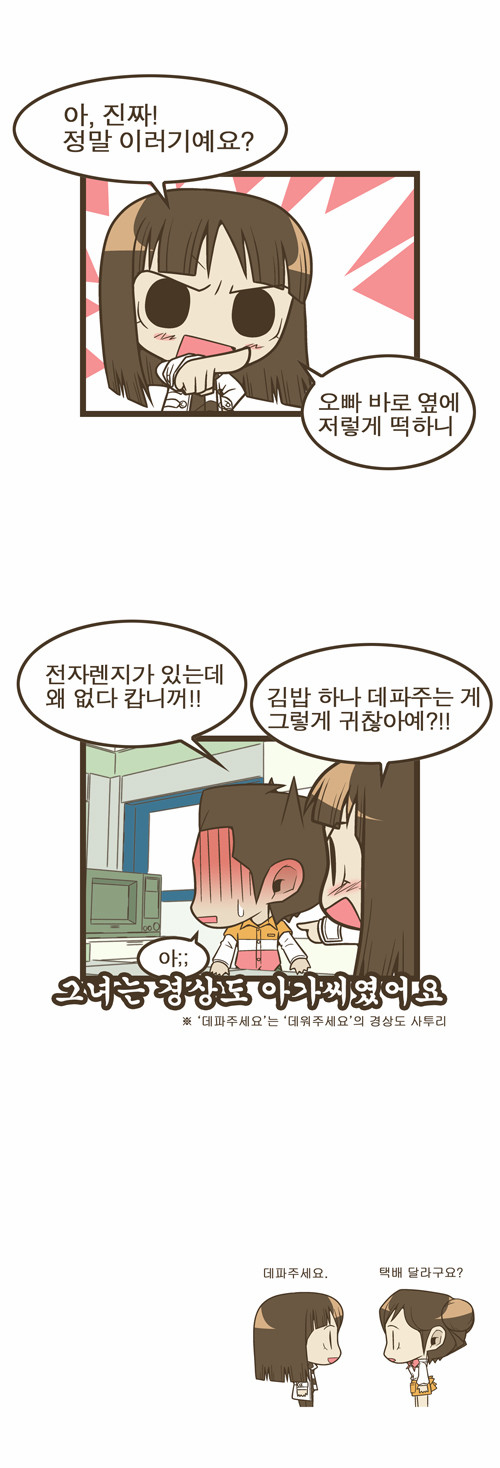 아, 진짜!
정말 이러기예요?
오빠 바로 옆에
저렇게 떡하니
전자렌지가 있는데
왜 없다 캅니꺼!!
김밥 하나 데파주는 게
그렇게 귀찮아예?!!
아;;
그녀는 경상도 아가씨였어요
※ ‘데파주세요’는 ‘데워주세요’의 경상도 사투리
데파주세요.
택배 달라구요?